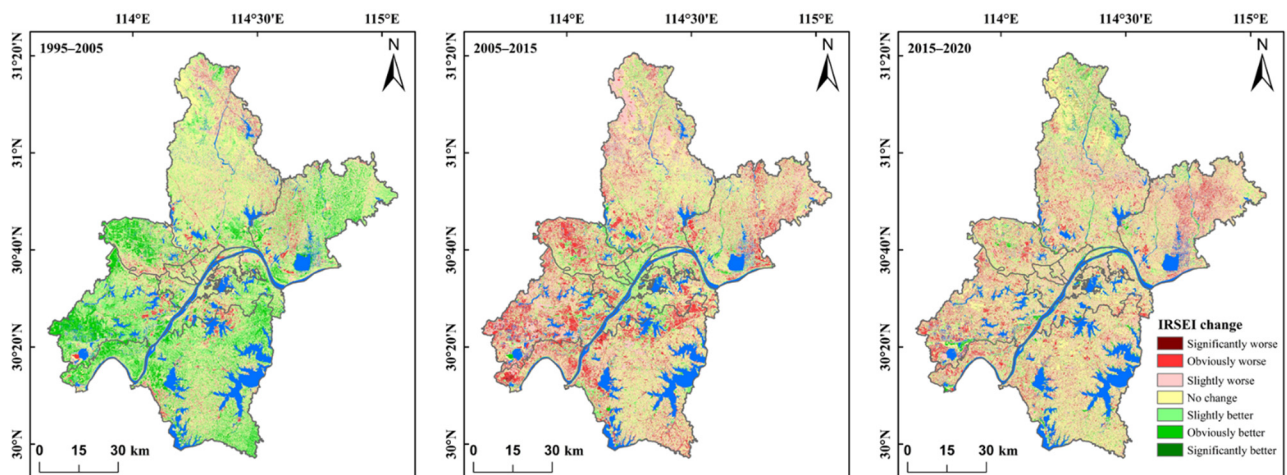 114°E 114°30'E 115°E
1995–2005
N
31°20'N
31°N
30°40'N
30°20'N
30°N
0 15 30 km
114°E 114°30'E 115°E
2005–2015
N
31°20'N
31°N
30°40'N
30°20'N
30°N
0 15 30 km
114°E 114°30'E 115°E
2015–2020
N
31°20'N
31°N
30°40'N
30°20'N
30°N
IRSEI change
Significantly worse
Obviously worse
Slightly worse
No change
Slightly better
Obviously better
Significantly better
0 15 30 km